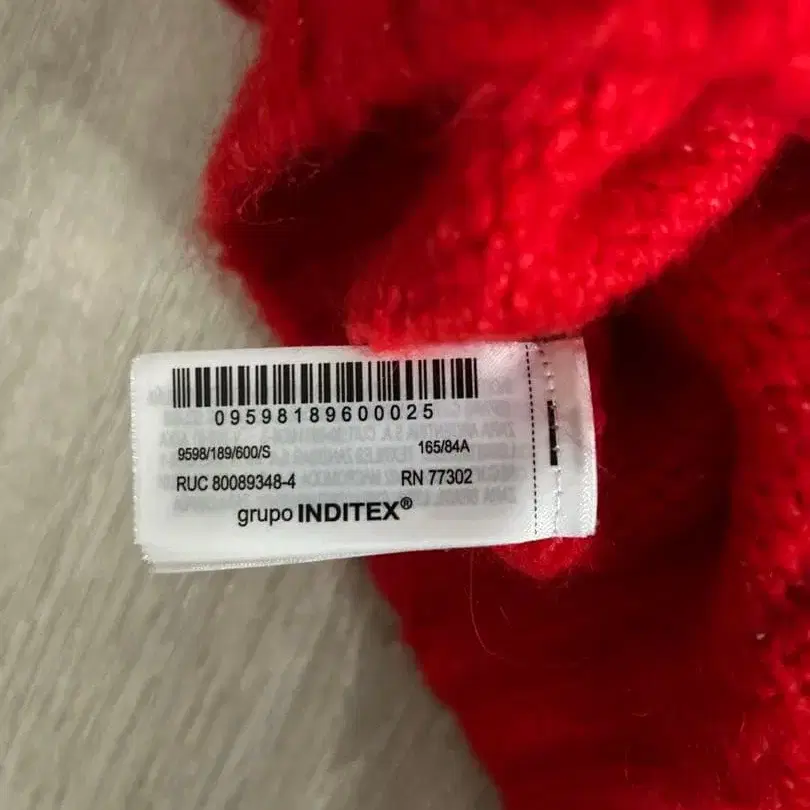 09598189600025
9598/189/600/S 165/84A
RUC 80089348-4 RN 77302
grupo INDITEX®